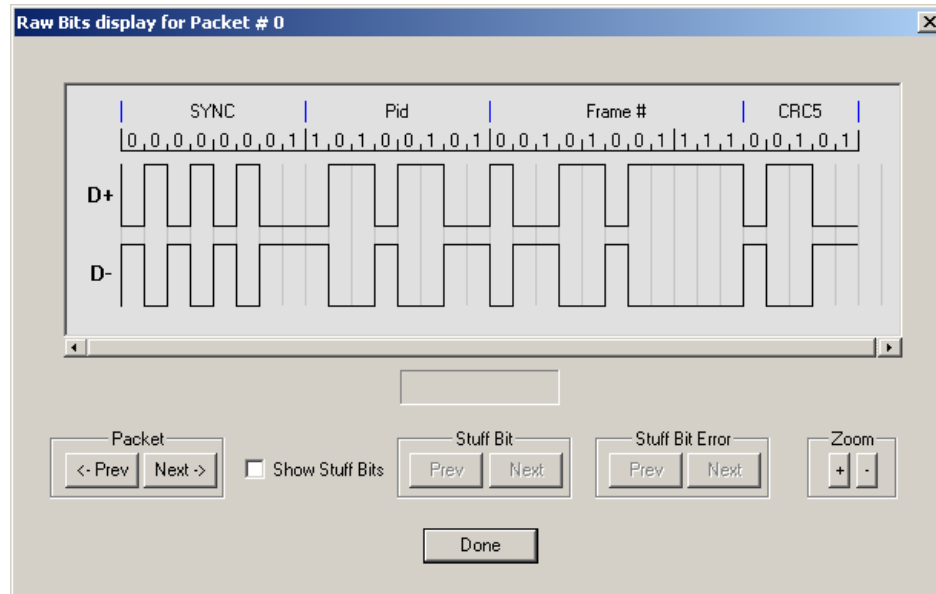 Raw Bits display for Packet # 0
SYNC Pid Frame # CRC5
0,0,0,0,0,0,0,1 1,0,1,0,0,1,0,1 0,0,1,0,1,0,0,1,1,1,1,0,0,1,0,1
D+
D-
Packet Stuff Bit Stuff Bit Error Zoom
<- Prev Next -> Show Stuff Bits Prev Next Prev Next + -
Done